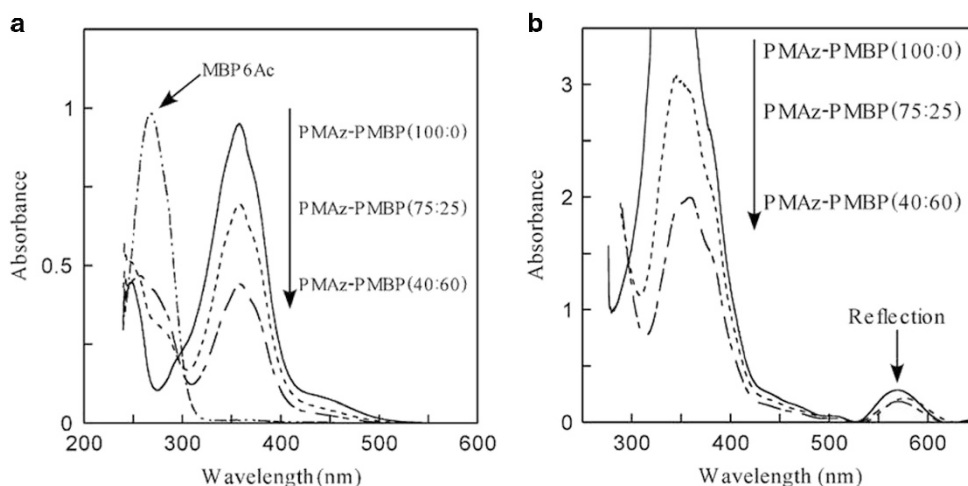 a
MBP6Ac
1
PMAz-PMBP(100:0)
PMAz-PMBP(75:25)
0.5
PMAz-PMBP(40:60)
0
200 300 400 500 600
Wavelength(nm)
Absorbance
b
PMAz-PMBP(100:0)
3
PMAz-PMBP(75:25)
2
PMAz-PMBP(40:60)
1
Reflection
0
300 400 500 600
Wavelength (nm)
Absorbance